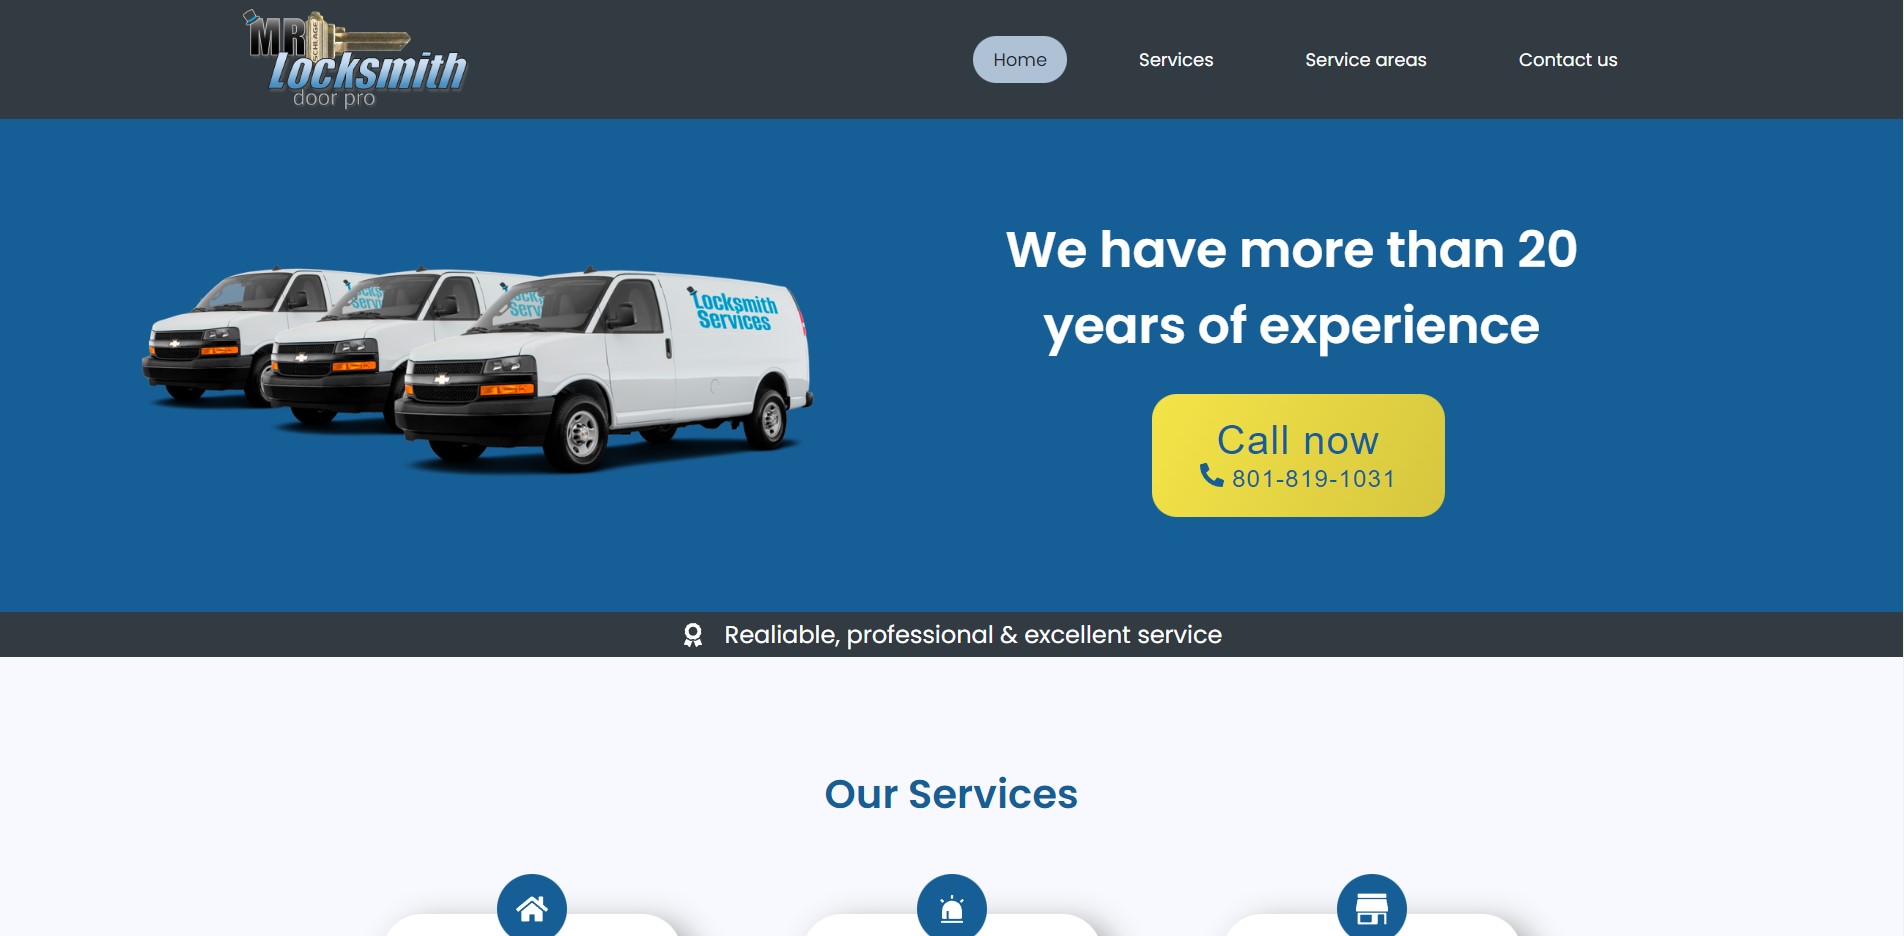 MR
SCHLAGE
Locksmith
door pro
Home
Services
Service areas
Contact us
We have more than 20
years of experience
Locksmith
Services
Call now
801-819-1031
Realiable, professional & excellent service
Our Services